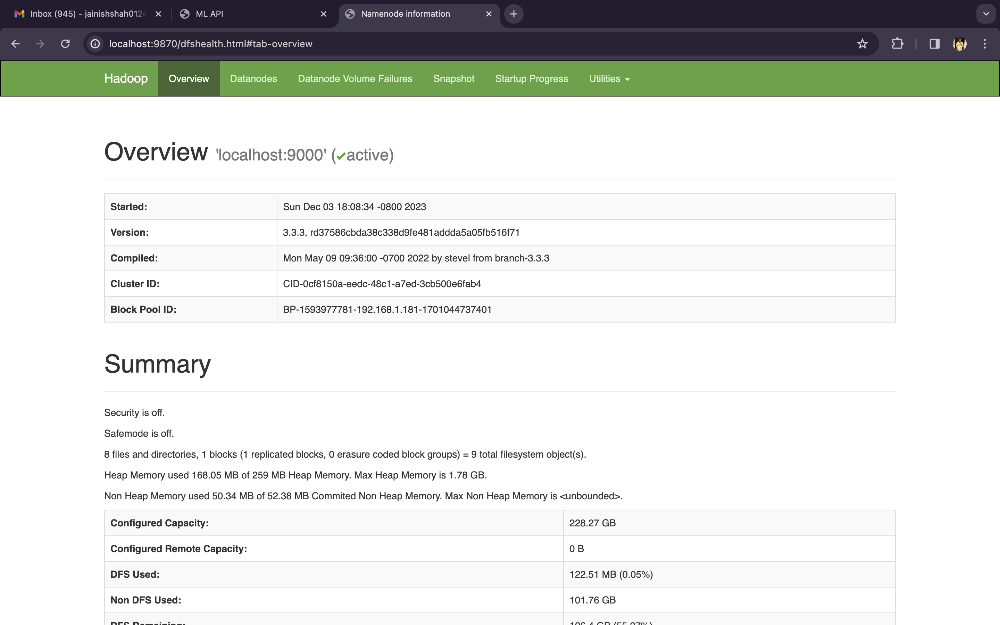 Inbox (945) - jainishshah0124
ML API
Namenode information
localhost:9870/dfshealth.html#tab-overview
Hadoop Overview Datanodes Datanode Volume Failures Snapshot Startup Progress Utilities
Overview 'localhost:9000' (✓active)
Started: Sun Dec 03 18:08:34 -0800 2023
Version: 3.3.3, rd37586cbda38c338d9fe481addda5a05fb516f71
Compiled: Mon May 09 09:36:00 -0700 2022 by stevel from branch-3.3.3
Cluster ID: CID-0cf8150a-eedc-48c1-a7ed-3cb500e6fab4
Block Pool ID: BP-1593977781-192.168.1.181-1701044737401
Summary
Security is off.
Safemode is off.
8 files and directories, 1 blocks (1 replicated blocks, 0 erasure coded block groups) = 9 total filesystem object(s).
Heap Memory used 168.05 MB of 259 MB Heap Memory. Max Heap Memory is 1.78 GB.
Non Heap Memory used 50.34 MB of 52.38 MB Commited Non Heap Memory. Max Non Heap Memory is <unbounded>.
Configured Capacity: 228.27 GB
Configured Remote Capacity: 0 B
DFS Used: 122.51 MB (0.05%)
Non DFS Used: 101.76 GB
DFS Remaining: 126.4 GB (55.37%)